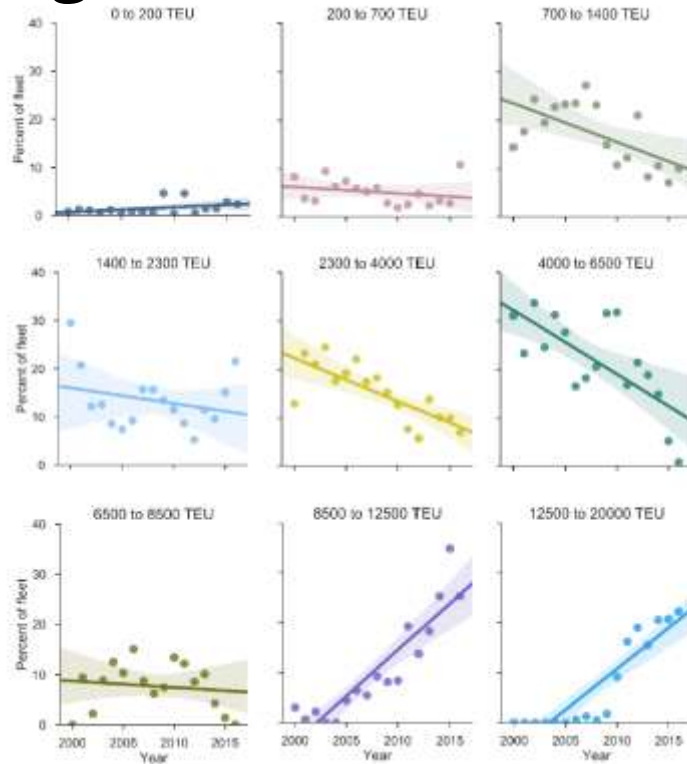 0 to 200 TEU
200 to 700 TEU
700 to 1400 TEU
40
30
20
10
0
Percent of fleet
1400 to 2300 TEU
2300 to 4000 TEU
4000 to 6500 TEU
40
30
20
10
0
Percent of fleet
6500 to 8500 TEU
8500 to 12500 TEU
12500 to 20000 TEU
40
30
20
10
0
Percent of fleet
2000 2005 2010 2015
Year
2000 2005 2010 2015
Year
2000 2005 2010 2015
Year